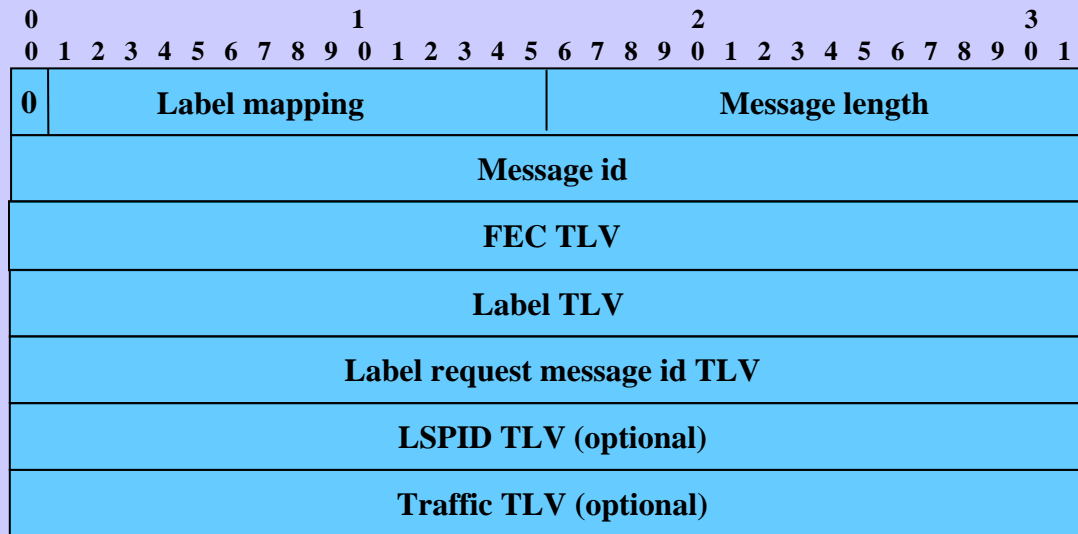 0 1 2 3
0 1 2 3 4 5 6 7 8 9 0 1 2 3 4 5 6 7 8 9 0 1 2 3 4 5 6 7 8 9 0 1
0 Label mapping Message length
Message id
FEC TLV
Label TLV
Label request message id TLV
LSPID TLV (optional)
Traffic TLV (optional)